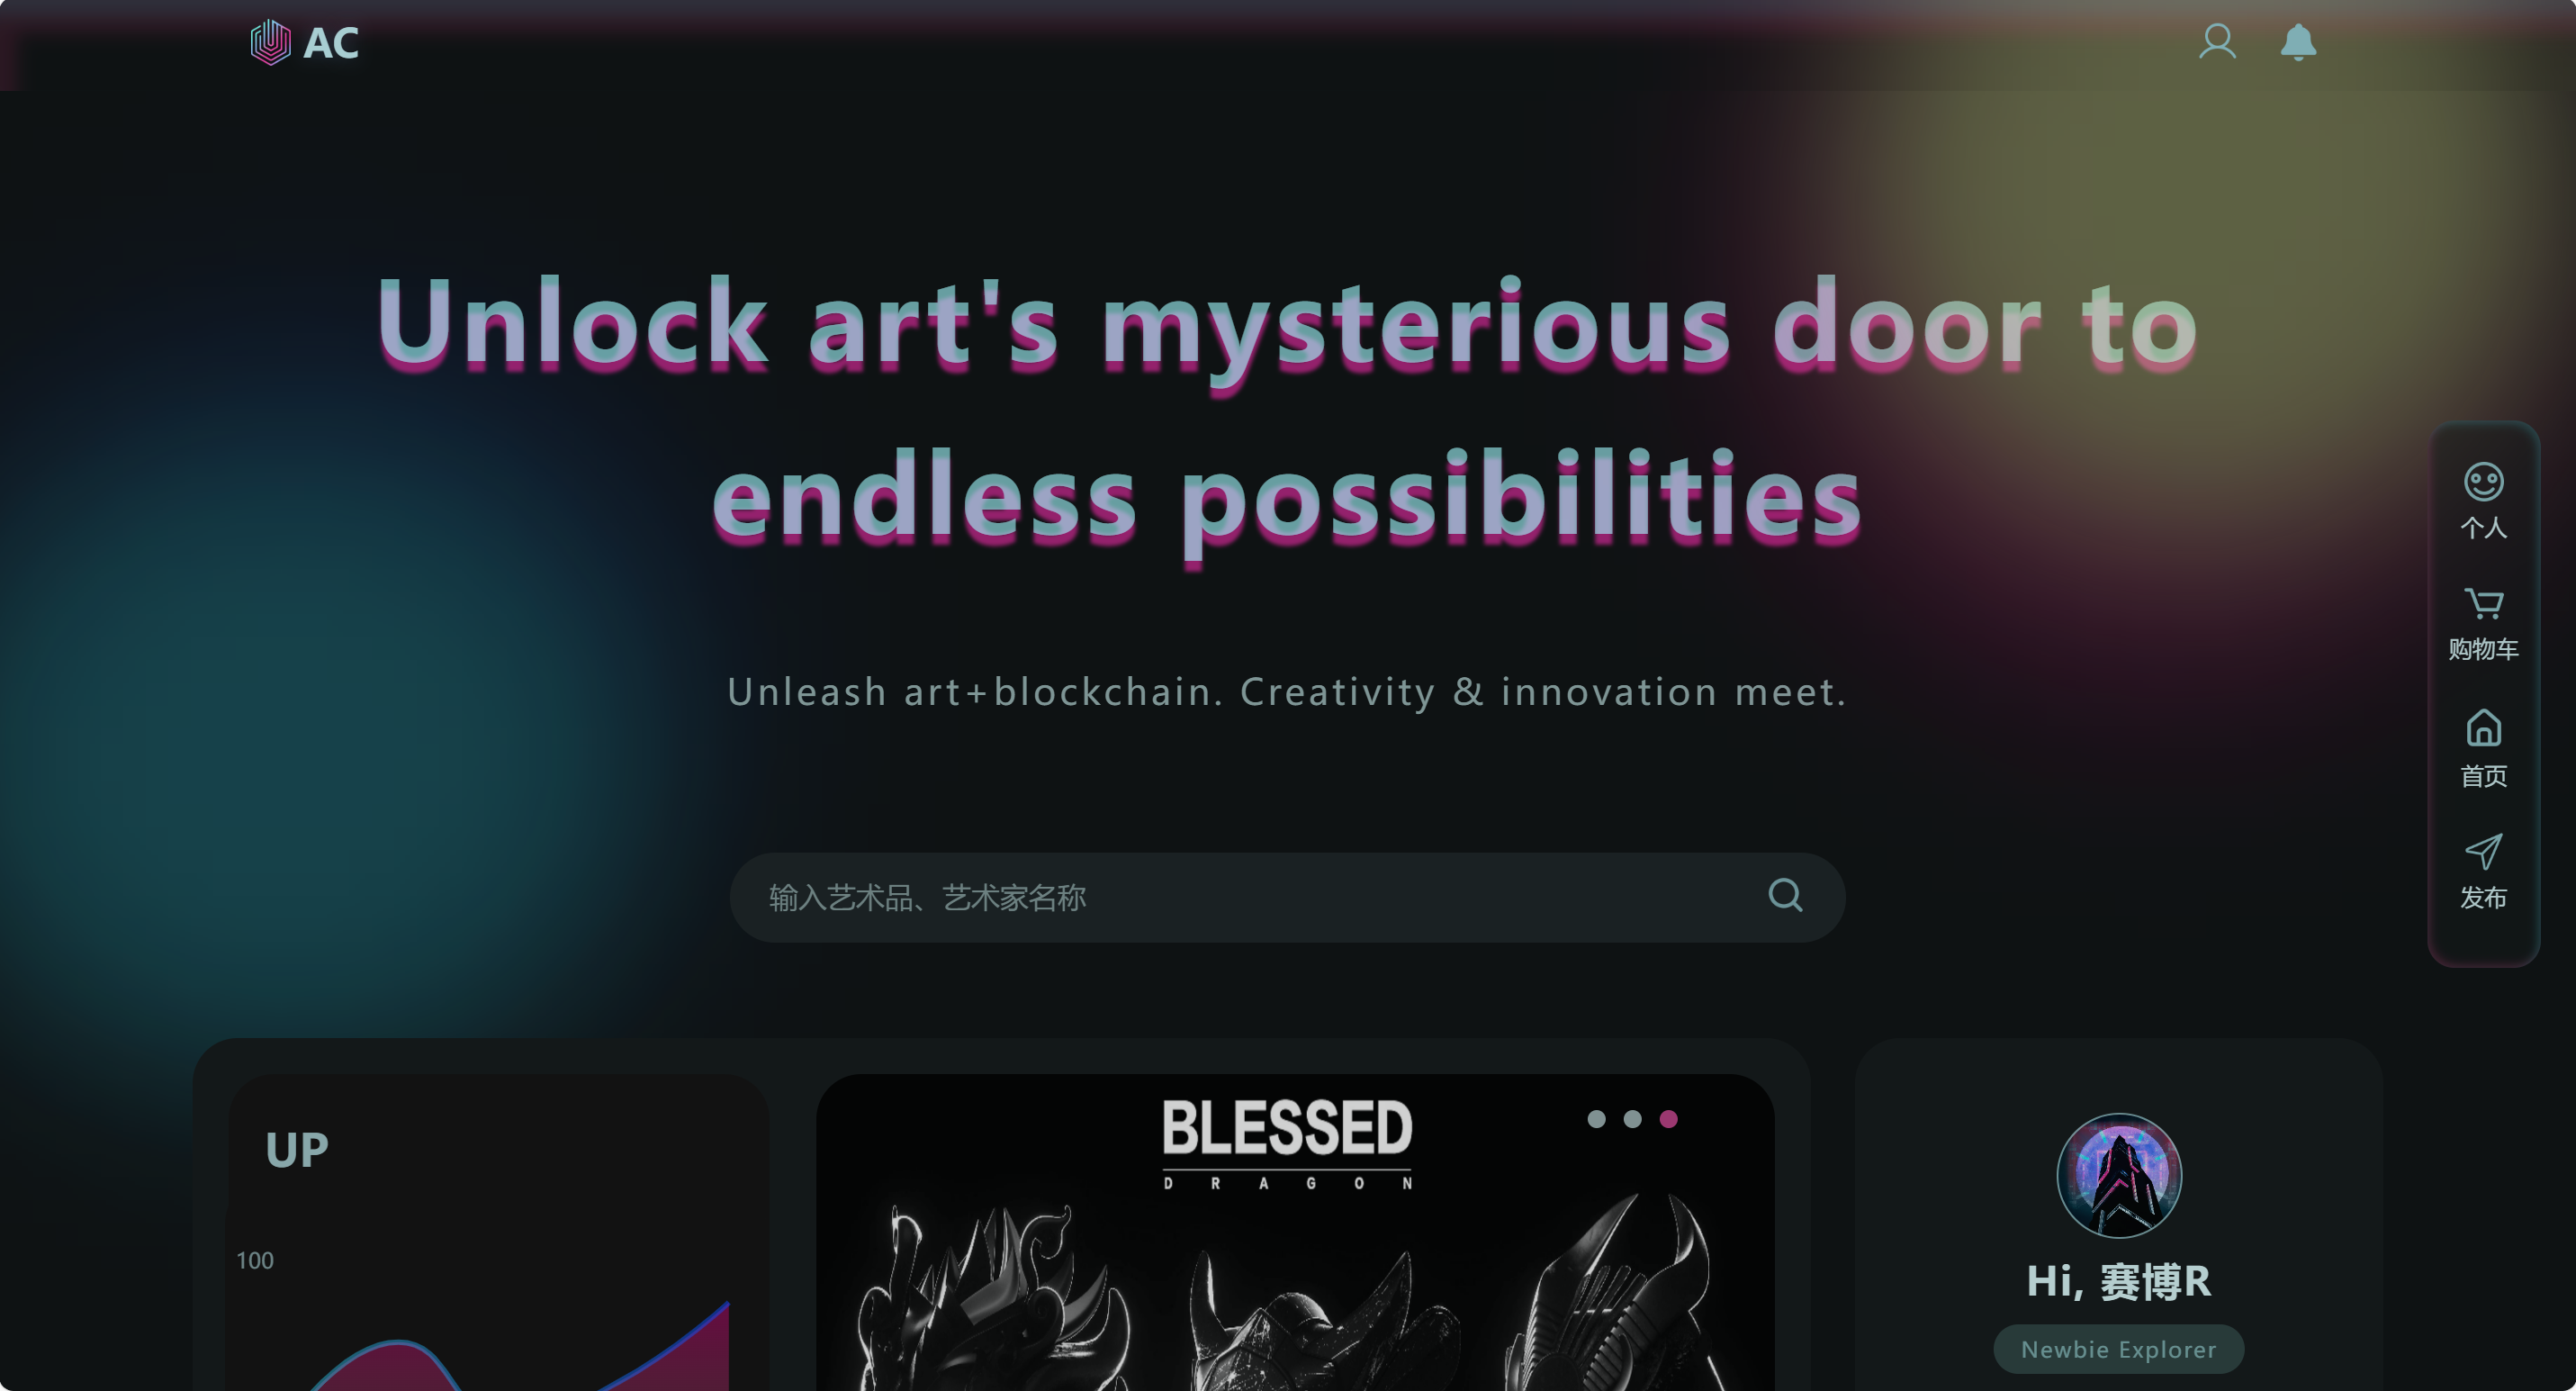 AC
Unlock art's mysterious door to
endless possibilities
Unleash art+blockchain. Creativity & innovation meet.
输入艺术品、艺术家名称
个人
购物车
首页
发布
UP
100
BLESSED
DRAGON
Hi, 赛博R
Newbie Explorer